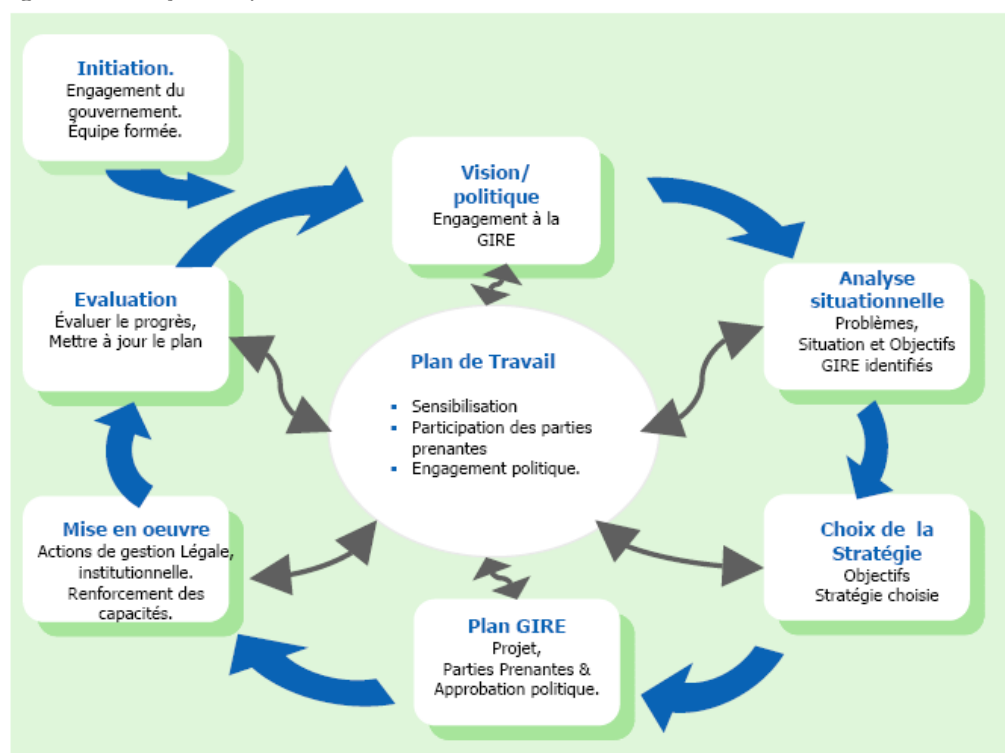 Initiation.
Engagement du
gouvernement.
Équipe formée.
Vision/
politique
Engagement à la
GIRE
Analyse
situationnelle
Problèmes,
Situation et Objectifs
GIRE identifiés
Evaluation
Évaluer le progrès,
Mettre à jour le plan
Plan de Travail
▪ Sensibilisation
▪ Participation des parties
prenantes
▪ Engagement politique.
Mise en oeuvre
Actions de gestion Légale,
institutionnelle.
Renforcement des
capacités.
Choix de la
Stratégie
Objectifs
Stratégie choisie
Plan GIRE
Projet,
Parties Prenantes &
Approbation politique.